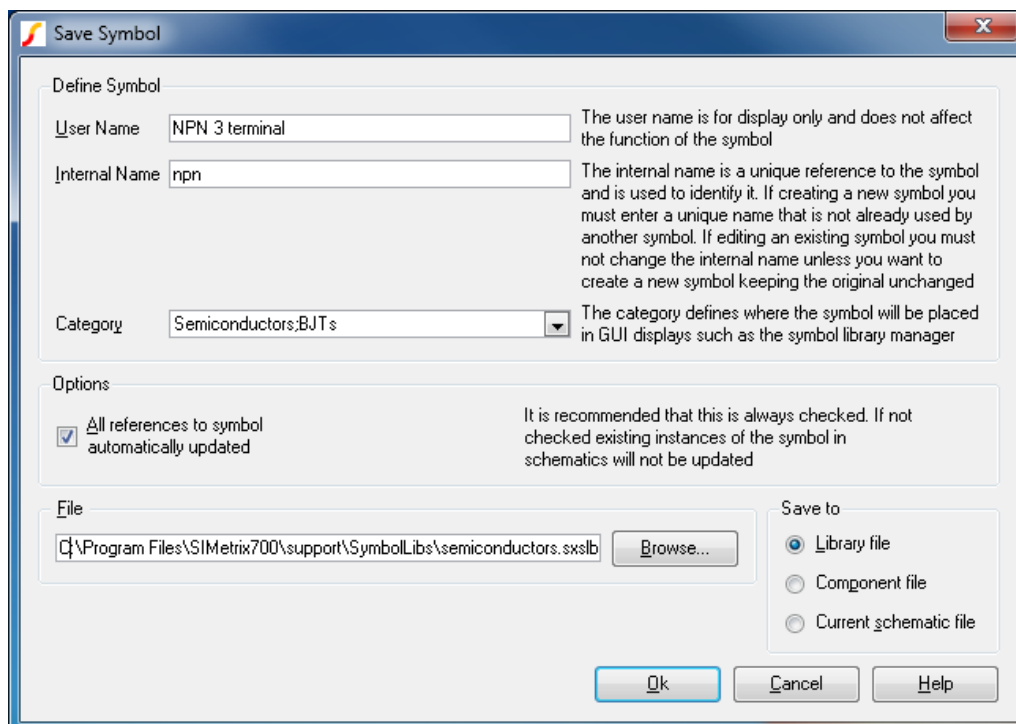 Save Symbol
Define Symbol
User Name
NPN 3 terminal
The user name is for display only and does not affect
the function of the symbol
Internal Name
npn
The internal name is a unique reference to the symbol
and is used to identify it. If creating a new symbol you
must enter a unique name that is not already used by
another symbol. If editing an existing symbol you must
not change the internal name unless you want to
create a new symbol keeping the original unchanged
Category
Semiconductors;BJTs
The category defines where the symbol will be placed
in GUI displays such as the symbol library manager
Options
All references to symbol
automatically updated
It is recommended that this is always checked. If not
checked existing instances of the symbol in
schematics will not be updated
File
C:\Program Files\SIMetrix700\support\SymbolLibs\semiconductors.sxslb
Browse...
Save to
Library file
Component file
Current schematic file
Ok
Cancel
Help